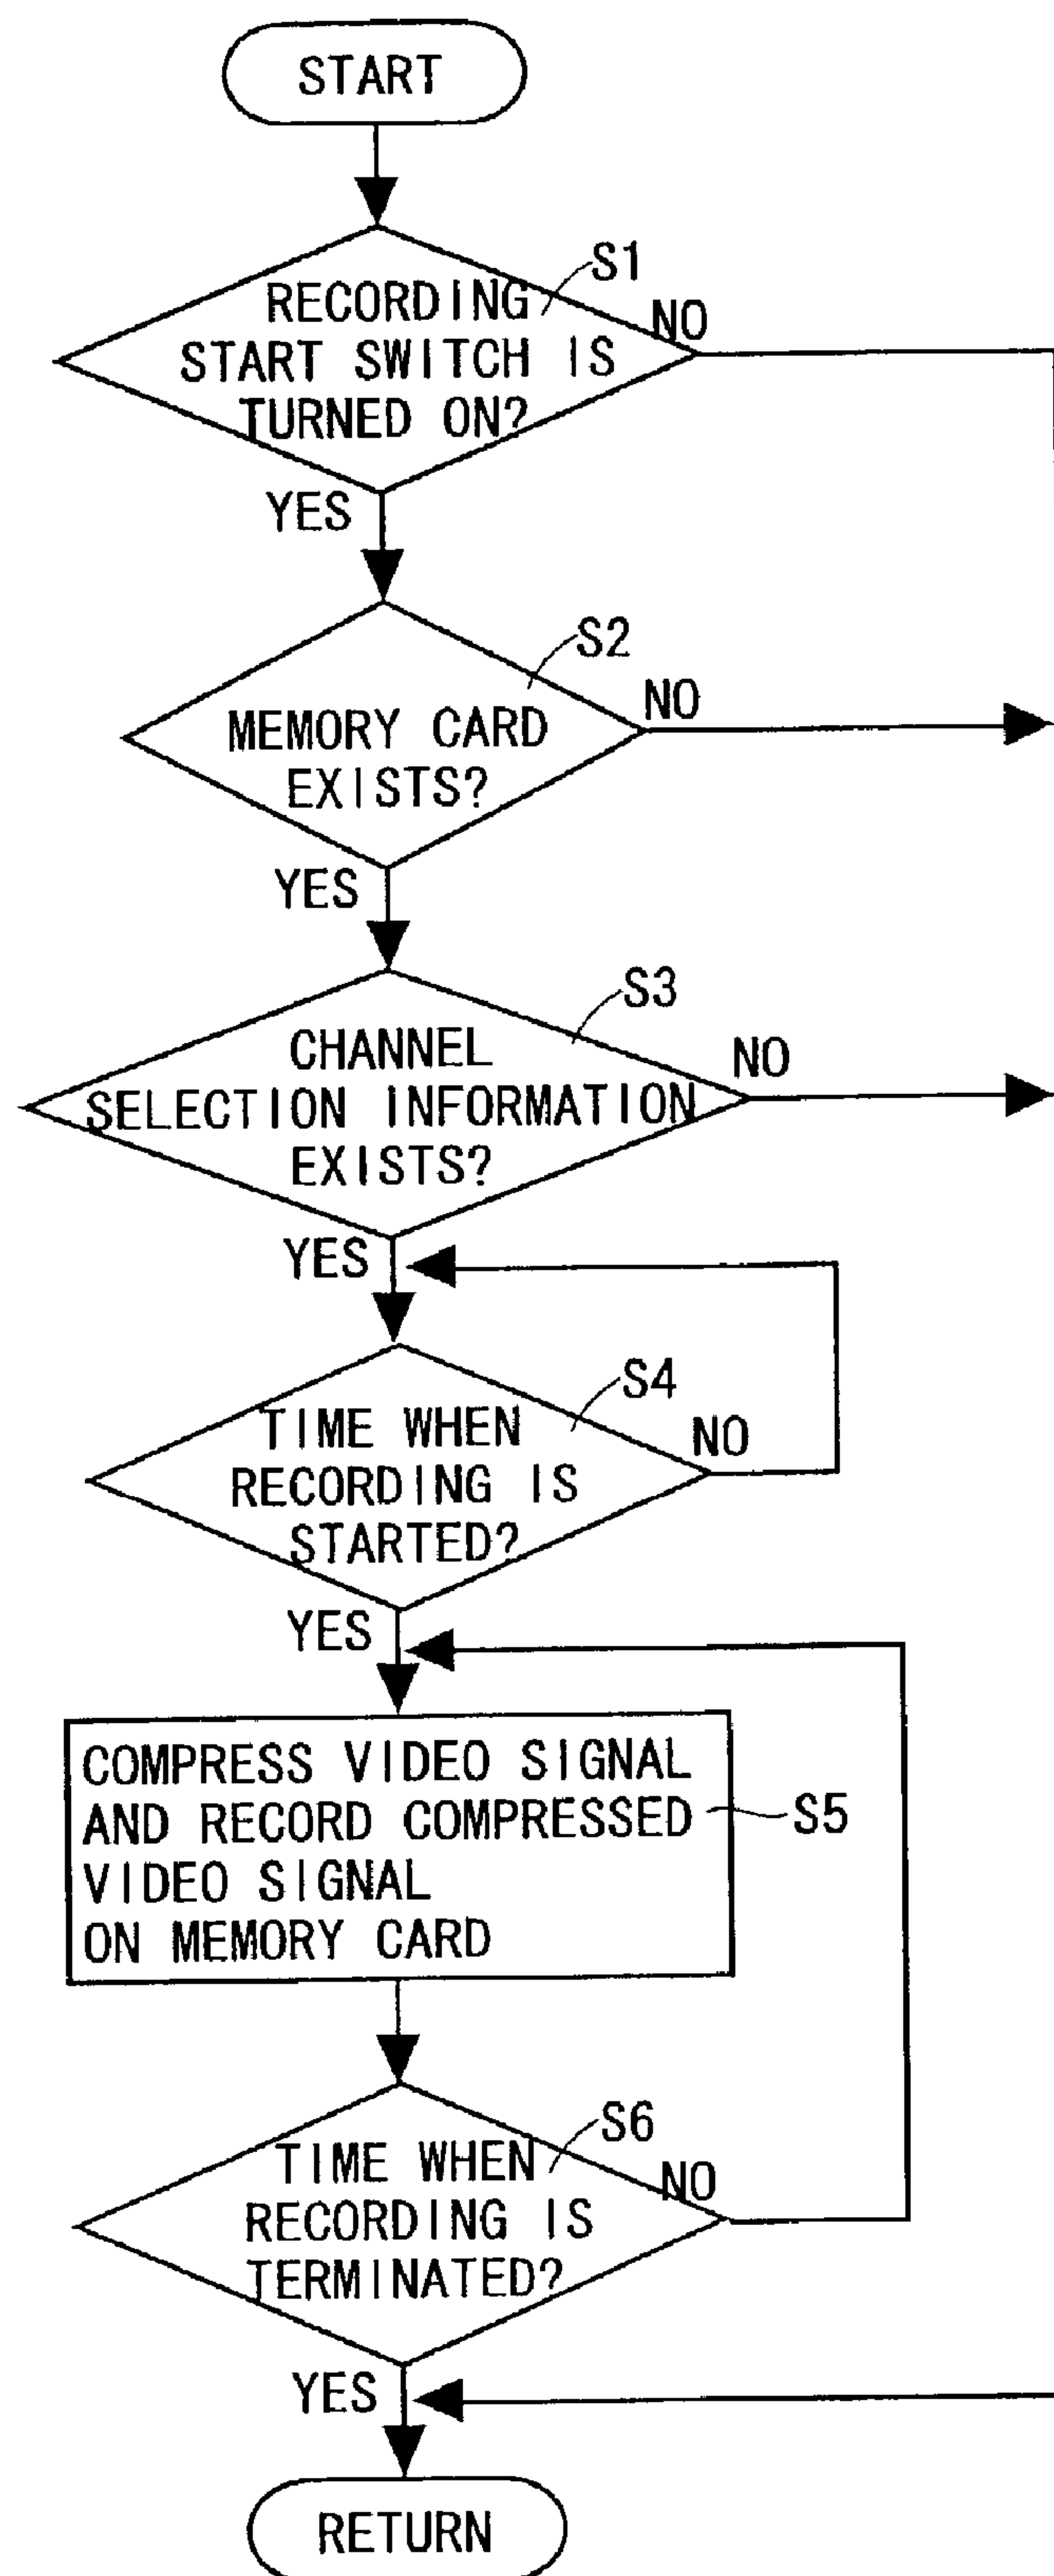 START
S1
RECORDING
START SWITCH IS
TURNED ON?
NO
YES
S2
MEMORY CARD
EXISTS?
NO
YES
S3
CHANNEL
SELECTION INFORMATION
EXISTS?
NO
YES
S4
TIME WHEN
RECORDING IS
STARTED?
NO
YES
COMPRESS VIDEO SIGNAL
AND RECORD COMPRESSED
VIDEO SIGNAL
ON MEMORY CARD
S5
S6
TIME WHEN
RECORDING IS
TERMINATED?
NO
YES
RETURN